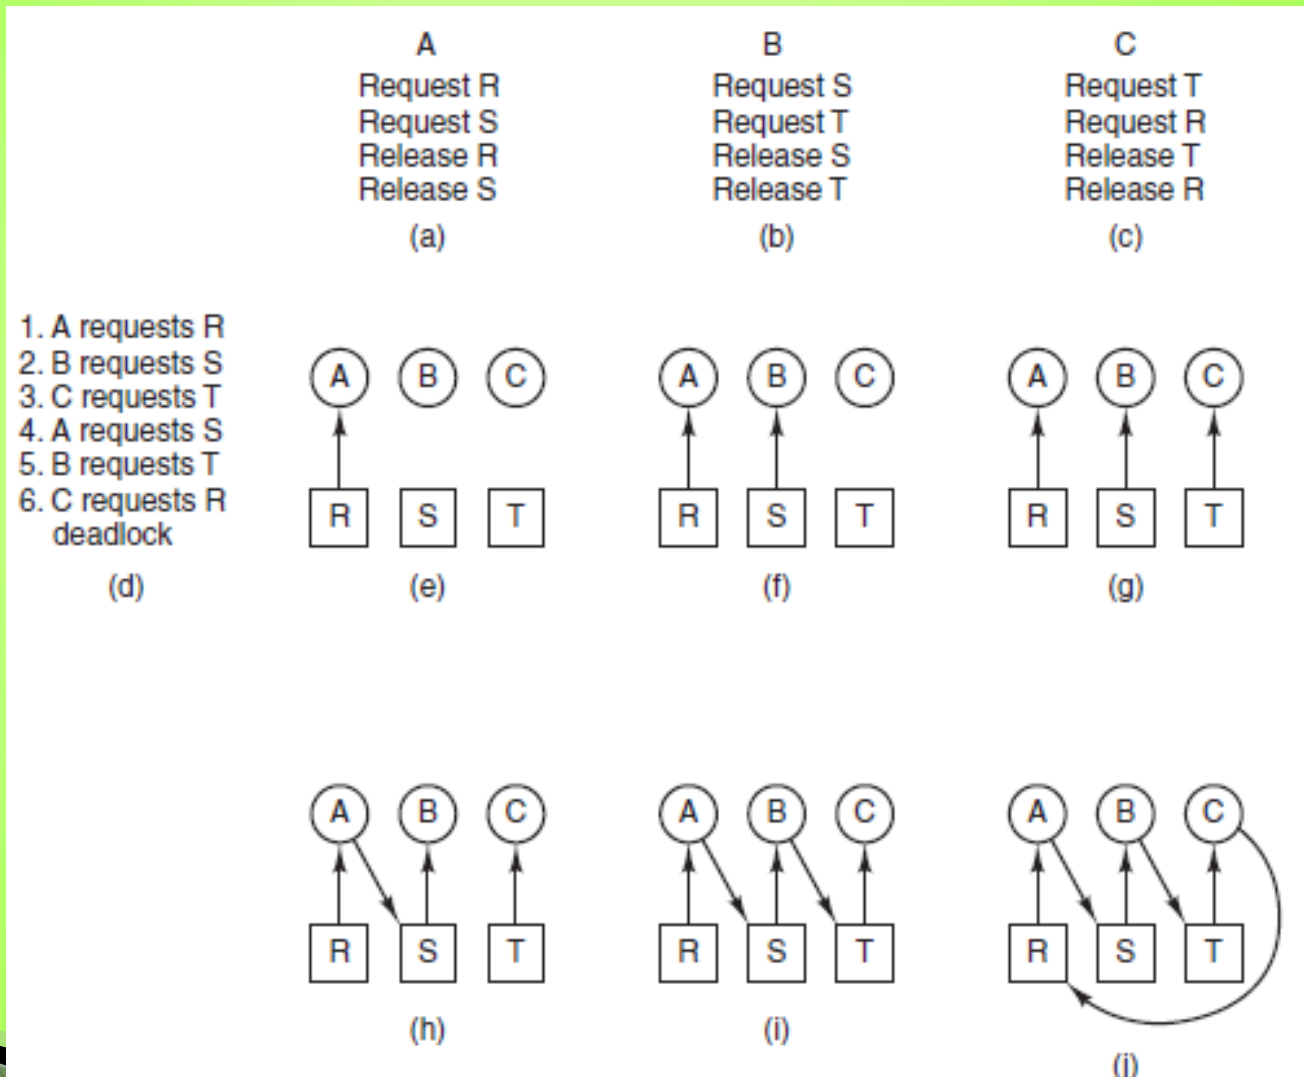 A
Request R
Request S
Release R
Release S
(a)
B
Request S
Request T
Release S
Release T
(b)
C
Request T
Request R
Release T
Release R
(c)
1. A requests R
2. B requests S
3. C requests T
4. A requests S
5. B requests T
6. C requests R
deadlock
(d)
A B C
R S T
(e)
A B C
R S T
(f)
A B C
R S T
(g)
A B C
R S T
(h)
A B C
R S T
(i)
A B C
R S T
(j)